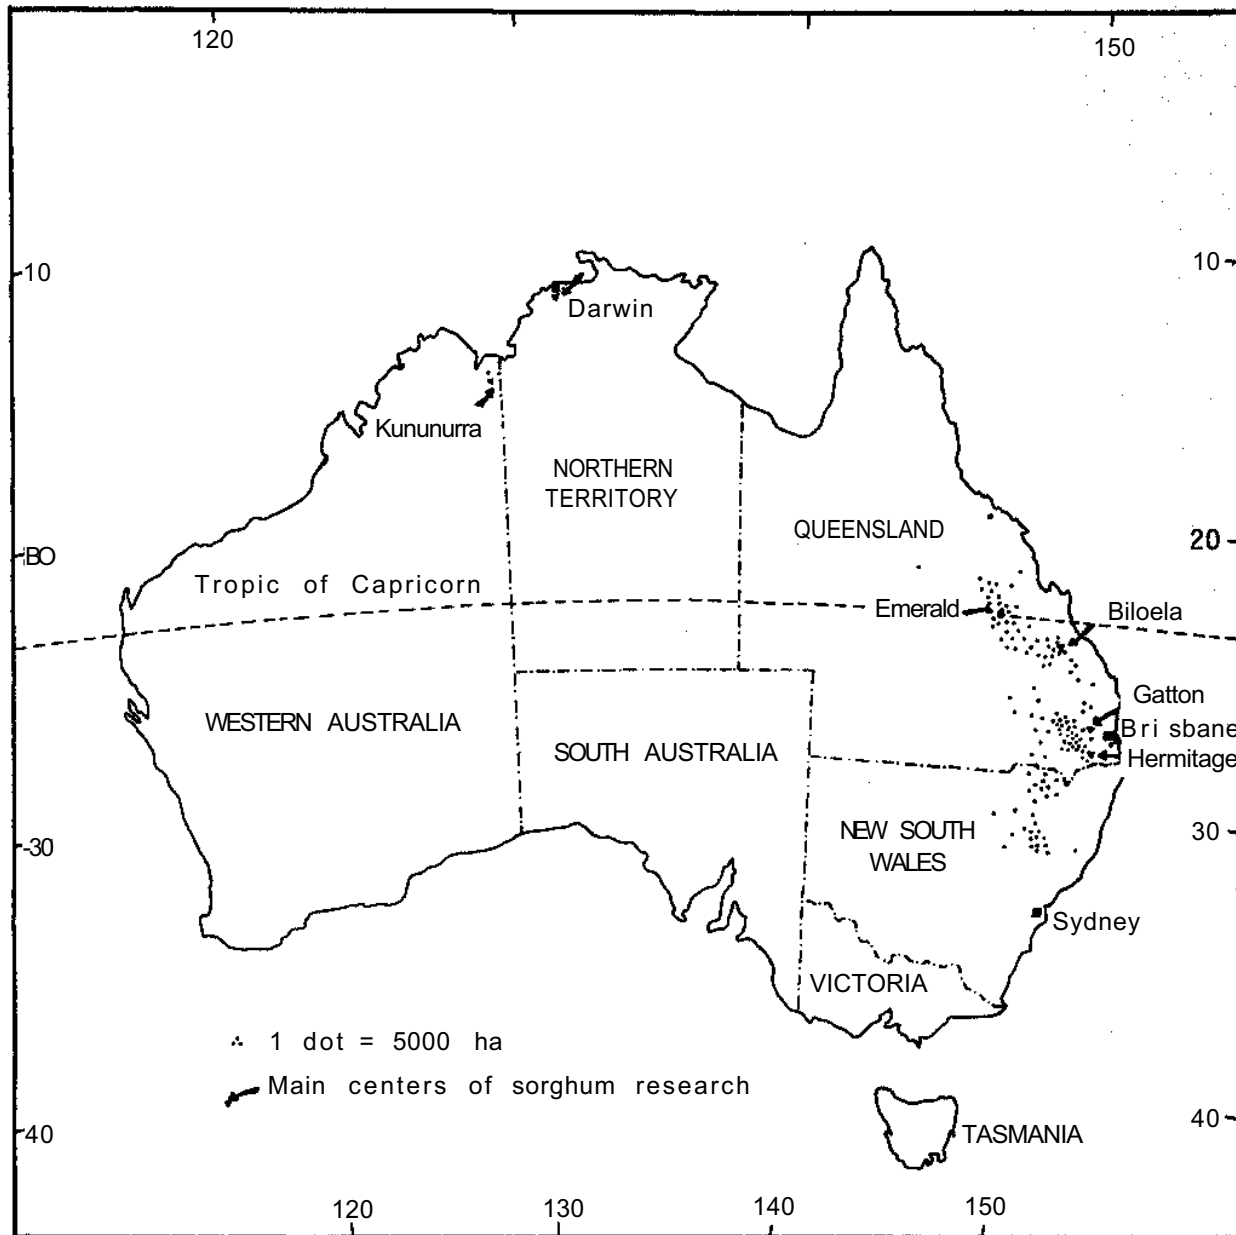 120 150
10 10
Darwin
Kununurra
NORTHERN
TERRITORY
QUEENSLAND
BO 20
Tropic of Capricorn
Emerald Biloela
Gatton
WESTERN AUSTRALIA
Brisbane
SOUTH AUSTRALIA
Hermitage
NEW SOUTH
WALES
-30 30
Sydney
VICTORIA
1 dot = 5000 ha
Main centers of sorghum research
40 40
TASMANIA
120 130 140 150